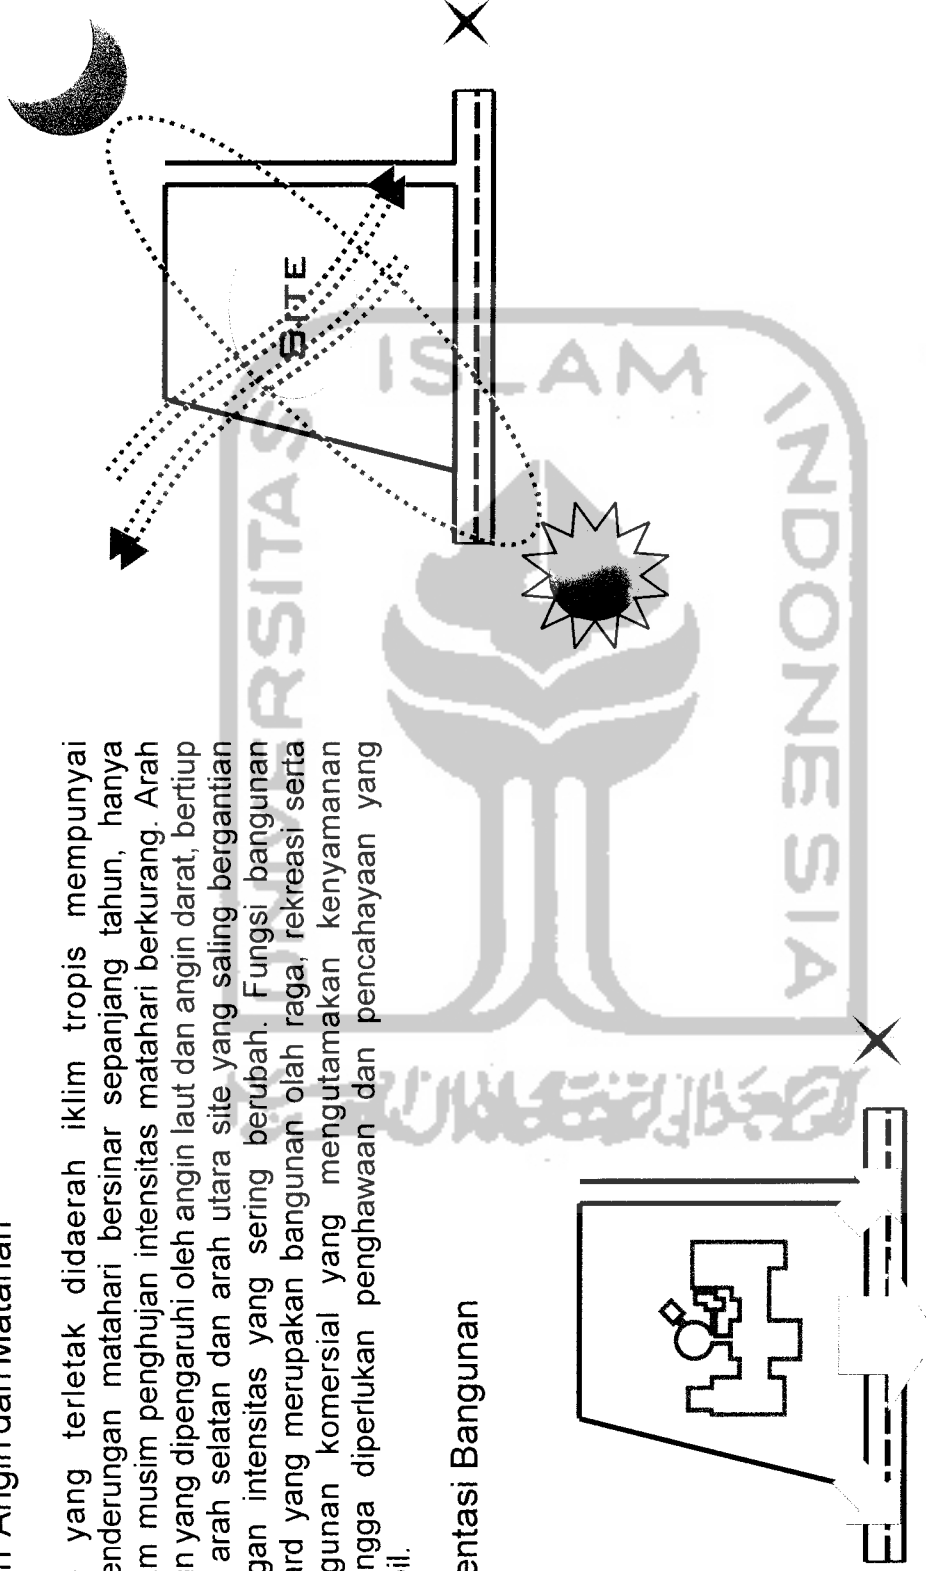 Angin dan Matahari
yang terletak didaerah iklim tropis mempunyai
enderungan matahari bersinar sepanjang tahun, hanya
m musim penghujan intensitas matahari berkurang. Arah
n yang dipengaruhi oleh angin laut dan angin darat, bertiup
arah selatan dan arah utara site yang saling bergantian
gan intensitas yang sering berubah. Fungsi bangunan
ard yang merupakan bangunan olah raga, rekreasi serta
gunan komersial yang mengutamakan kenyamanan
ngga diperlukan penghawaan dan pencahayaan yang
il.
entasi Bangunan
SITE
UNIVERSITAS
ISLAM
INDONESIA